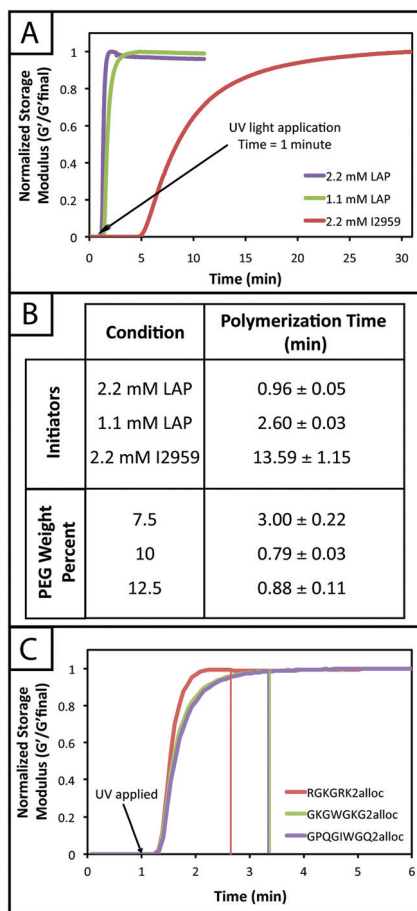 A
Normalized Storage
Modulus (G'/G'final)
1
0.8
0.6
0.4
0.2
0
UV light application
Time = 1 minute
2.2 mM LAP
1.1 mM LAP
2.2 mM I2959
0 5 10 15 20 25 30
Time (min)
B
Condition
Polymerization Time
(min)
Initiators
2.2 mM LAP 0.96 ± 0.05
1.1 mM LAP 2.60 ± 0.03
2.2 mM I2959 13.59 ± 1.15
PEG Weight
Percent
7.5 3.00 ± 0.22
10 0.79 ± 0.03
12.5 0.88 ± 0.11
C
Normalized Storage
Modulus (G'/G'final)
1
0.8
0.6
0.4
0.2
0
UV applied
RGKGRK2alloc
GKGWGKG2alloc
GPQGIWGQ2alloc
0 1 2 3 4 5 6
Time (min)